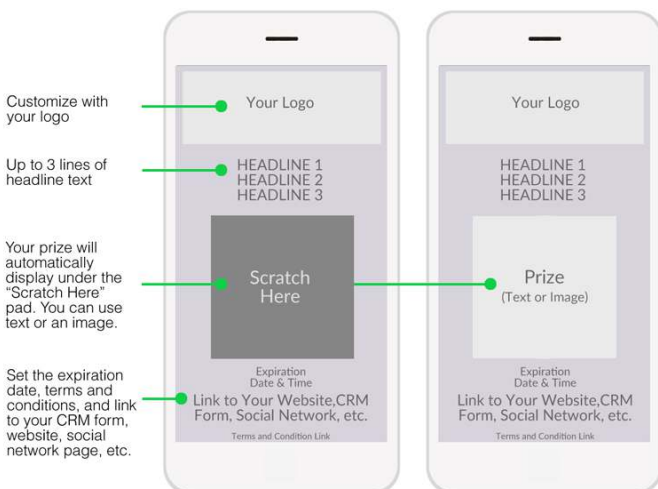 Customize with
your logo
Up to 3 lines of
headline text
Your prize will
automatically
display under the
“Scratch Here”
pad. You can use
text or an image.
Set the expiration
date, terms and
conditions, and link
to your CRM form,
website, social
network page, etc.
Your Logo
HEADLINE 1
HEADLINE 2
HEADLINE 3
Scratch
Here
Expiration
Date & Time
Link to Your Website,CRM
Form, Social Network, etc.
Terms and Condition Link
Your Logo
HEADLINE 1
HEADLINE 2
HEADLINE 3
Prize
(Text or Image)
Expiration
Date & Time
Link to Your Website,CRM
Form, Social Network, etc.
Terms and Condition Link